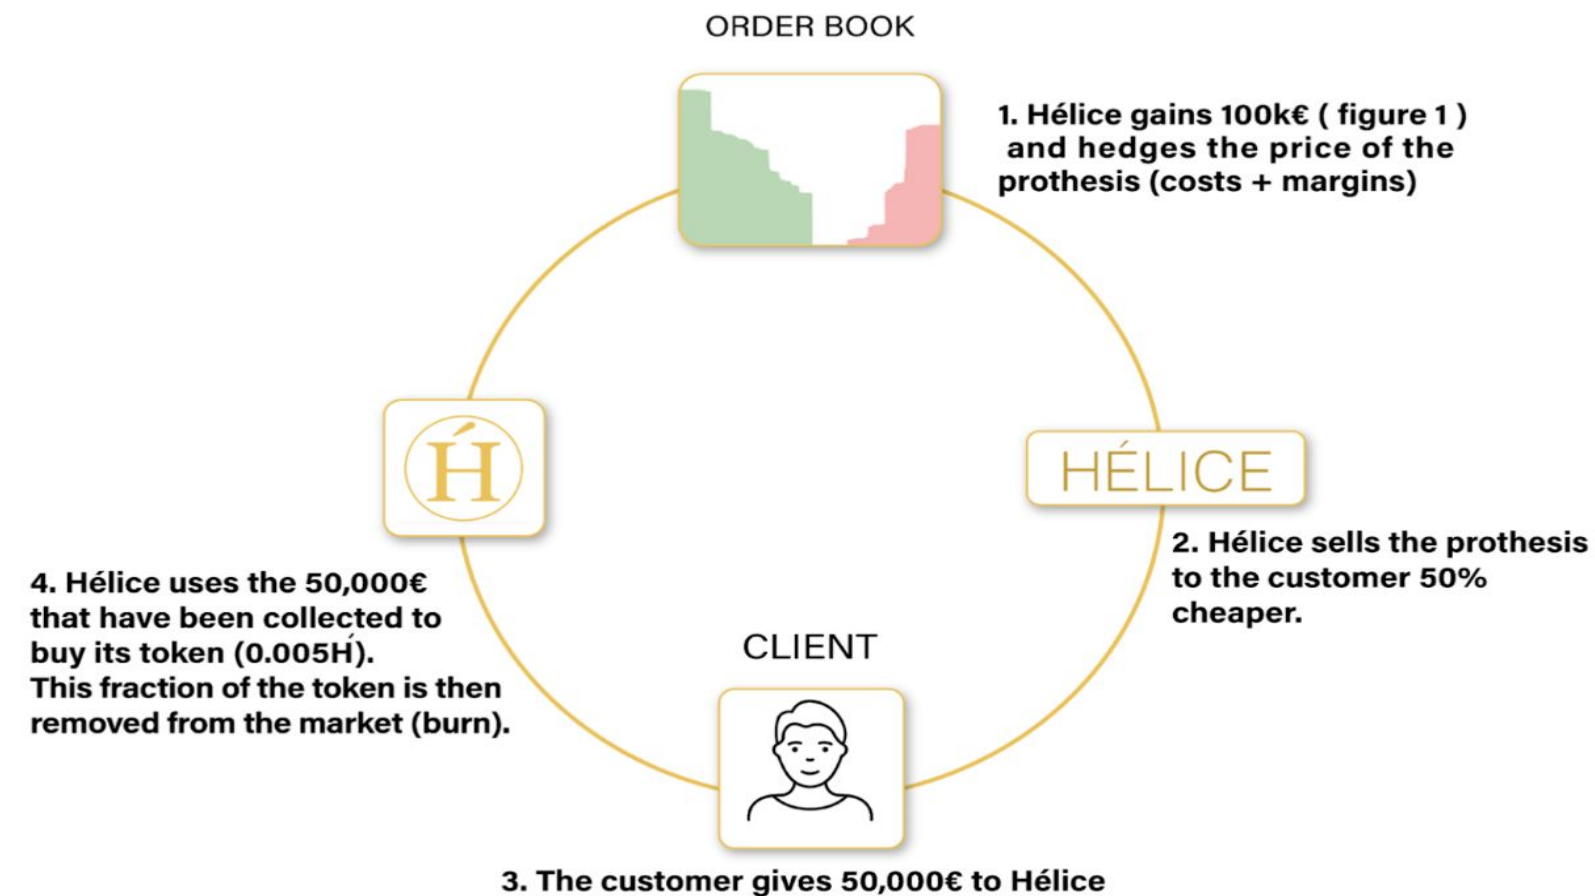 ORDER BOOK
1. Hélice gains 100k€ ( figure 1 )
and hedges the price of the
prothesis (costs + margins)
H́
HÉLICE
2. Hélice sells the prothesis
to the customer 50%
cheaper.
4. Hélice uses the 50,000€
that have been collected to
buy its token (0.005H́).
This fraction of the token is then
removed from the market (burn).
CLIENT
3. The customer gives 50,000€ to Hélice